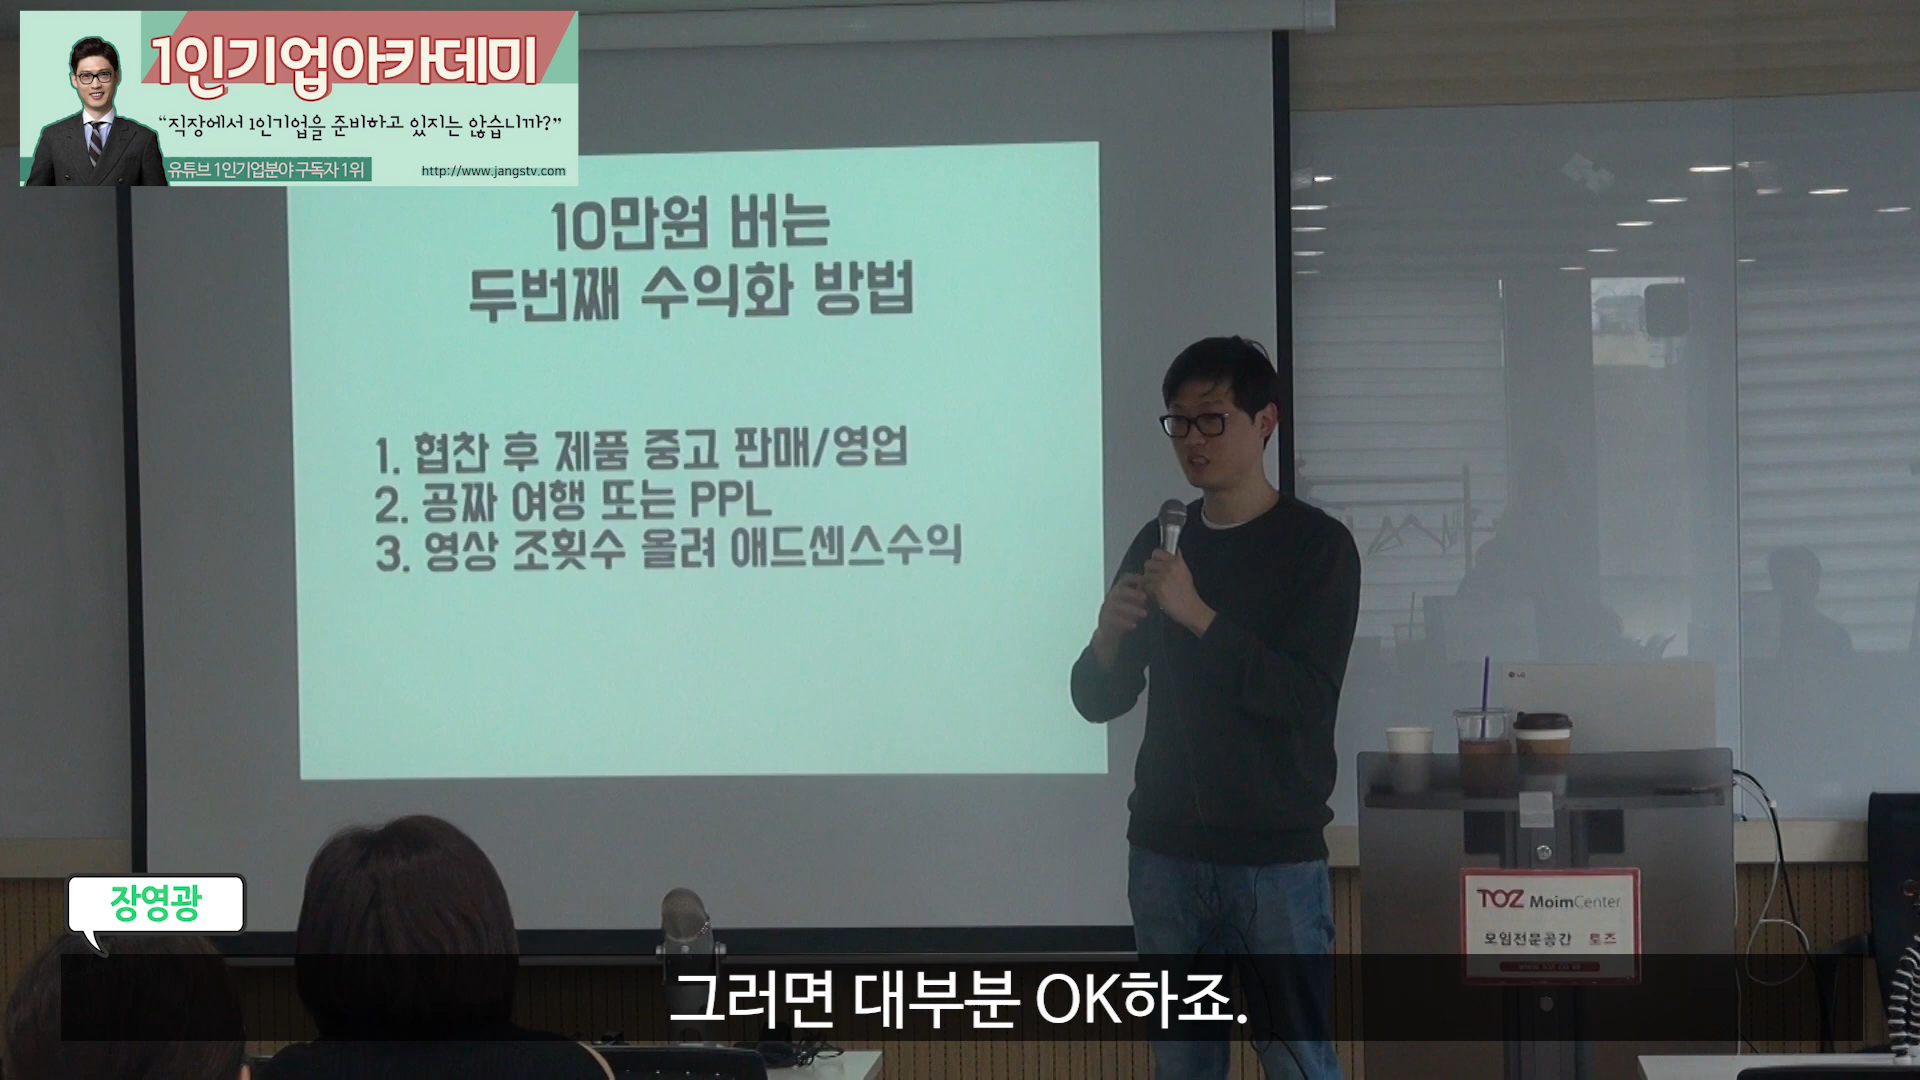 1인기업아카데미
“직장에서 1인기업을 준비하고 있지는 않습니까?”
유튜브 1인기업분야 구독자 1위
http://www.jangstv.com
10만원 버는
두번째 수익화 방법
1. 협찬 후 제품 중고 판매/영업
2. 공짜 여행 또는 PPL
3. 영상 조횟수 올려 애드센스수익
LG
TOZ MoimCenter
모임전문공간 토즈
장영광
그러면 대부분 OK하죠.